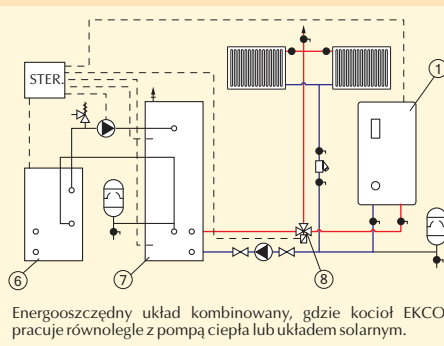 STER.
1
6
7
8
Energooszczędny układ kombinowany, gdzie kocioł EKCO
pracuje równolegle z pompą ciepła lub układem solarnym.